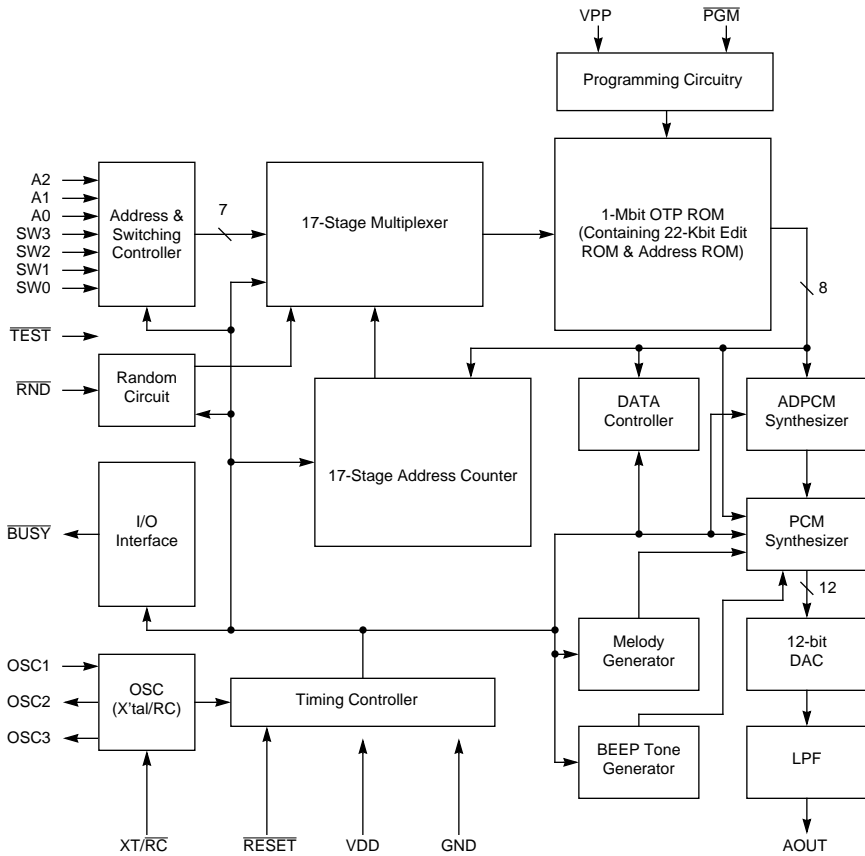 VPP
PGM
Programming Circuitry
A2
A1
A0
SW3
SW2
SW1
SW0
Address &
Switching
Controller
7
17-Stage Multiplexer
1-Mbit OTP ROM
(Containing 22-Kbit Edit
ROM & Address ROM)
8
TEST
RND
Random
Circuit
17-Stage Address Counter
DATA
Controller
ADPCM
Synthesizer
BUSY
I/O
Interface
PCM
Synthesizer
12
OSC1
OSC2
OSC3
OSC
(X'tal/RC)
Timing Controller
Melody
Generator
12-bit
DAC
BEEP Tone
Generator
LPF
XT/RC
RESET
VDD
GND
AOUT